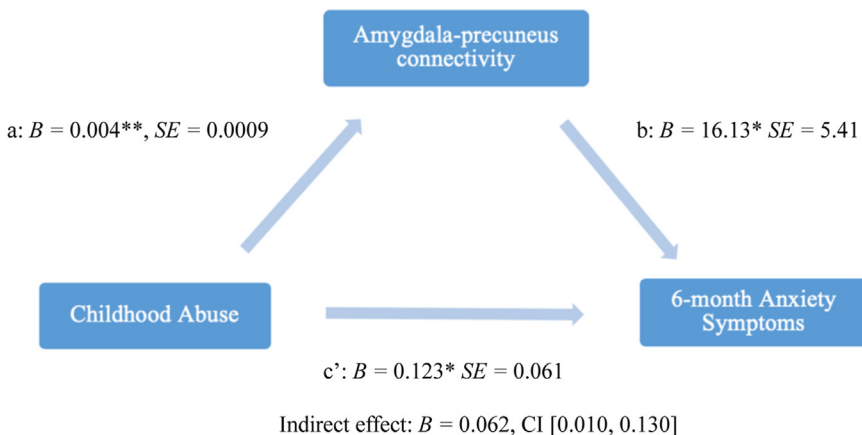 Amygdala-precuneus
connectivity
a: B = 0.004**, SE = 0.0009
b: B = 16.13* SE = 5.41
Childhood Abuse
6-month Anxiety
Symptoms
c’: B = 0.123* SE = 0.061
Indirect effect: B = 0.062, CI [0.010, 0.130]